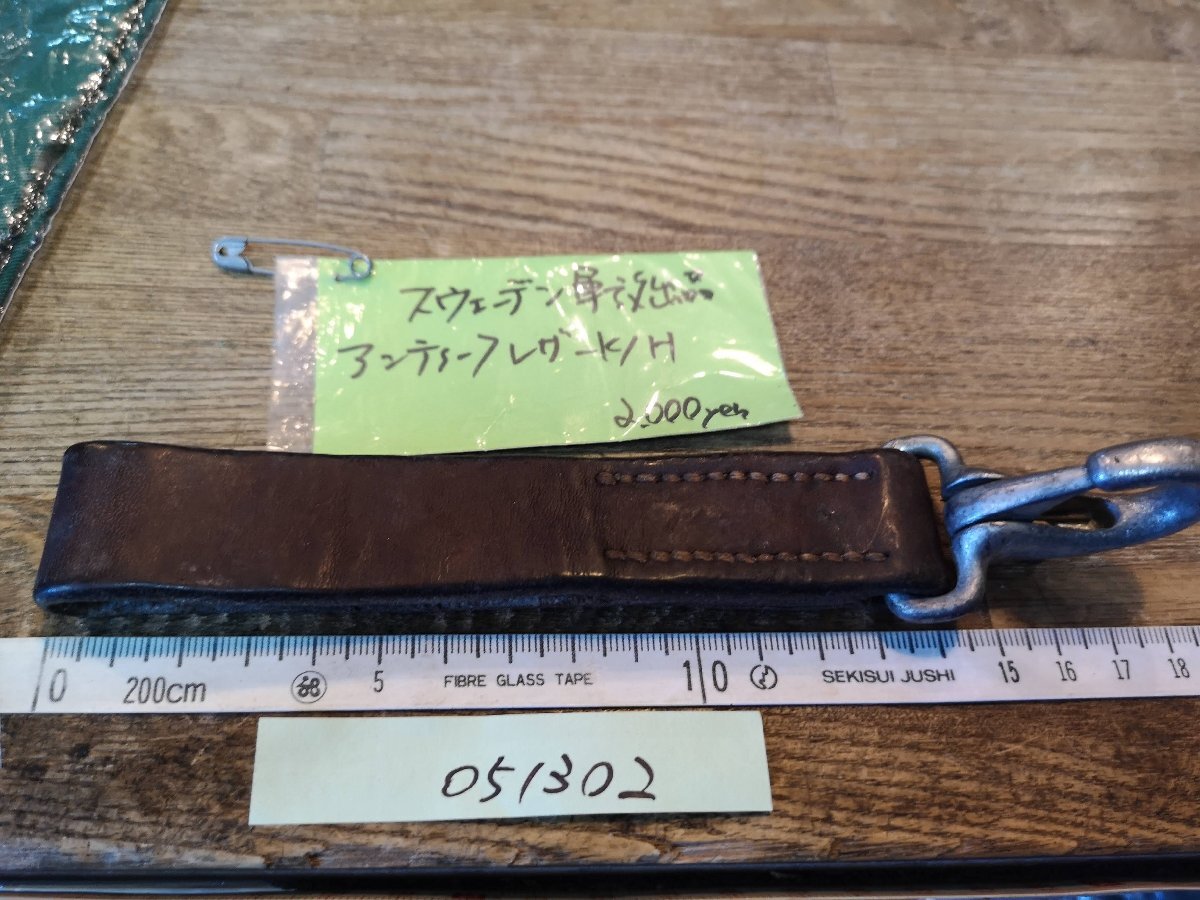 スウェーデン軍放出品
アンティークレザーK/H
2,000yen
0 200cm 5 FIBRE GLASS TAPE 10 SEKISUI JUSHI 15 16 17 18
051302